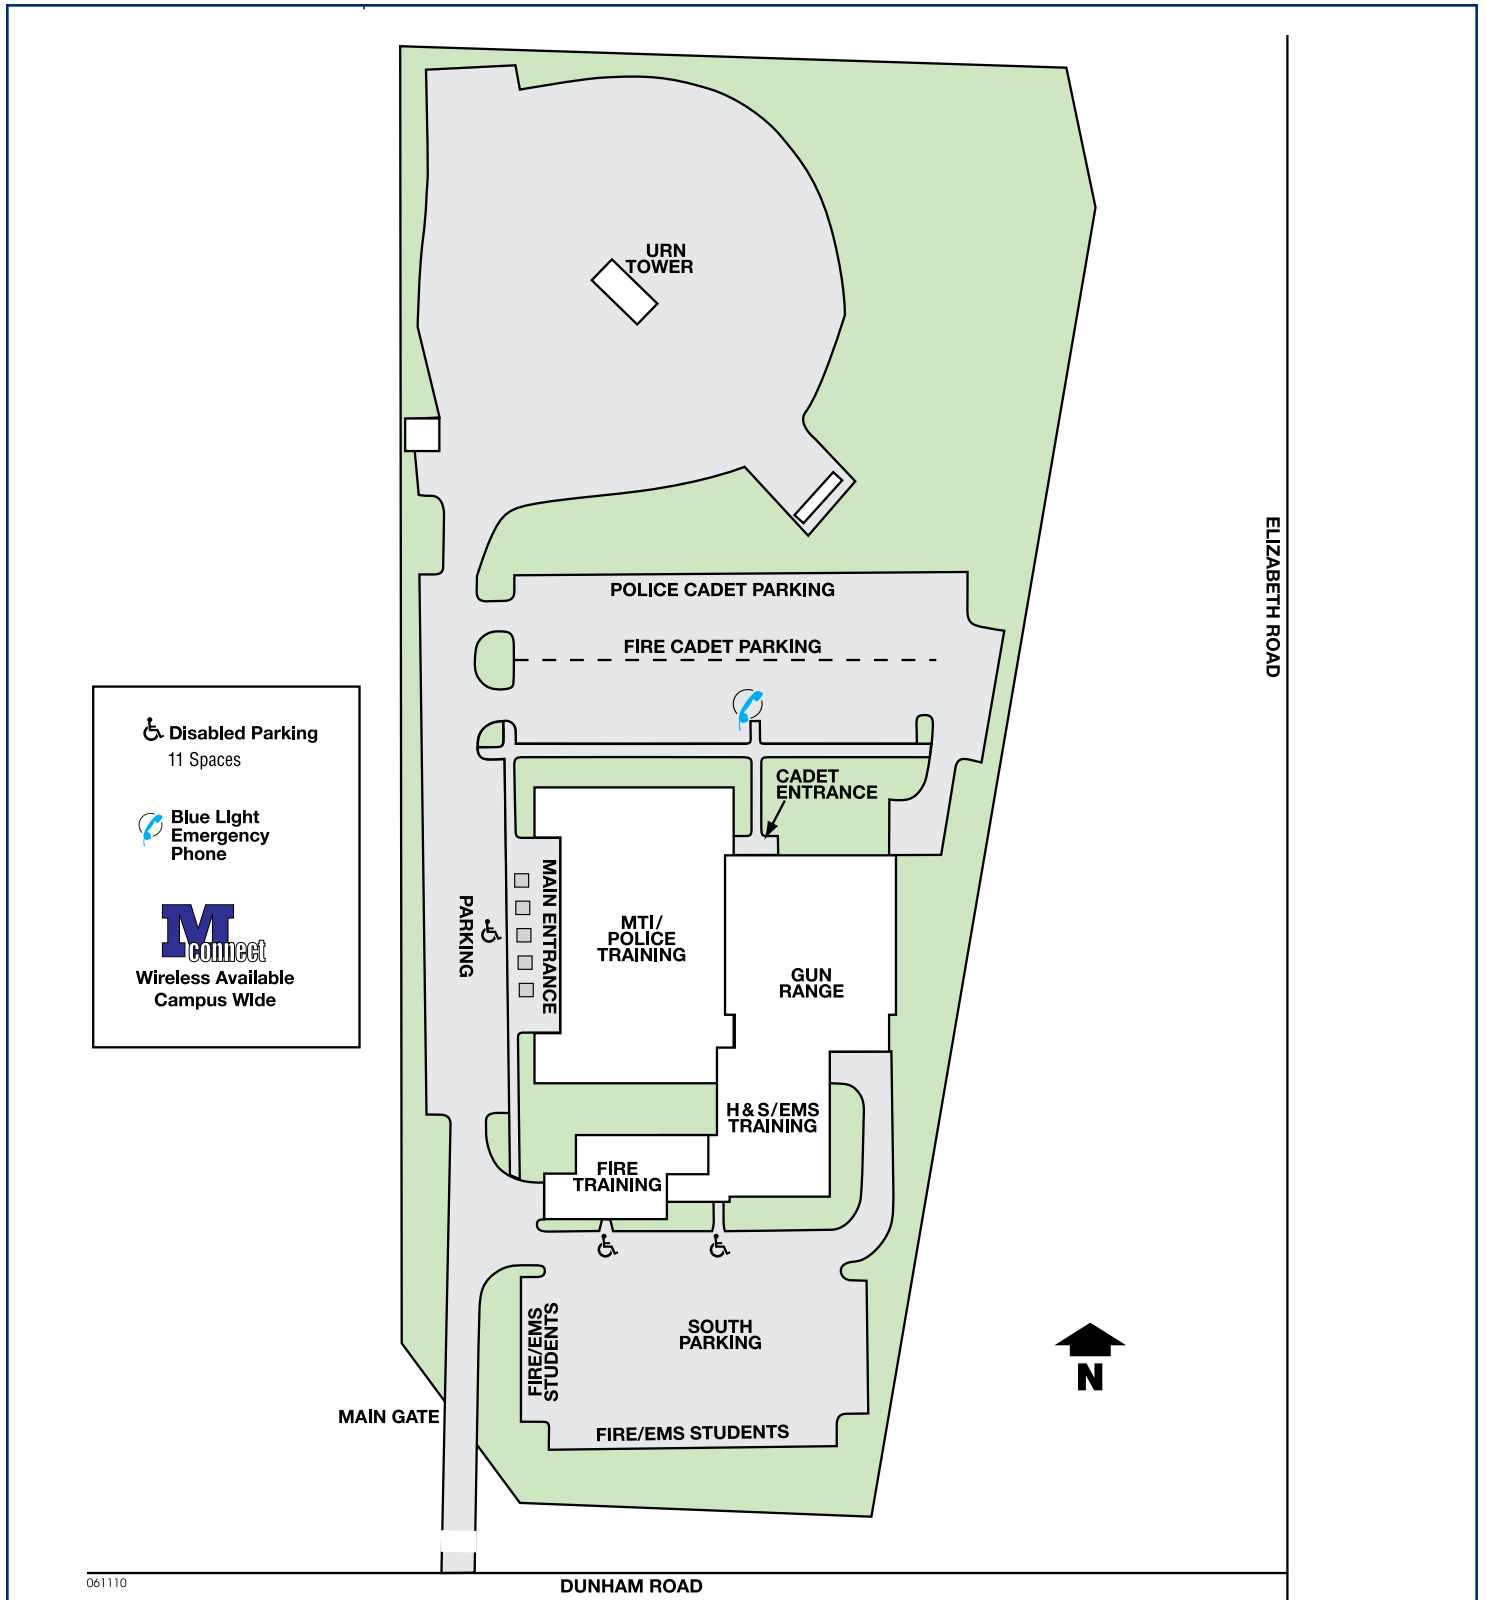 URN
TOWER
ELIZABETH ROAD
POLICE CADET PARKING
FIRE CADET PARKING
Disabled Parking
11 Spaces
Blue LIght
Emergency
Phone
M
connect
Wireless Available
Campus WIde
CADET
ENTRANCE
PARKING
MAIN ENTRANCE
MTI/
POLICE
TRAINING
GUN
RANGE
H & S/EMS
TRAINING
FIRE
TRAINING
FIRE/EMS
STUDENTS
SOUTH
PARKING
N
MAIN GATE
FIRE/EMS STUDENTS
061110
DUNHAM ROAD